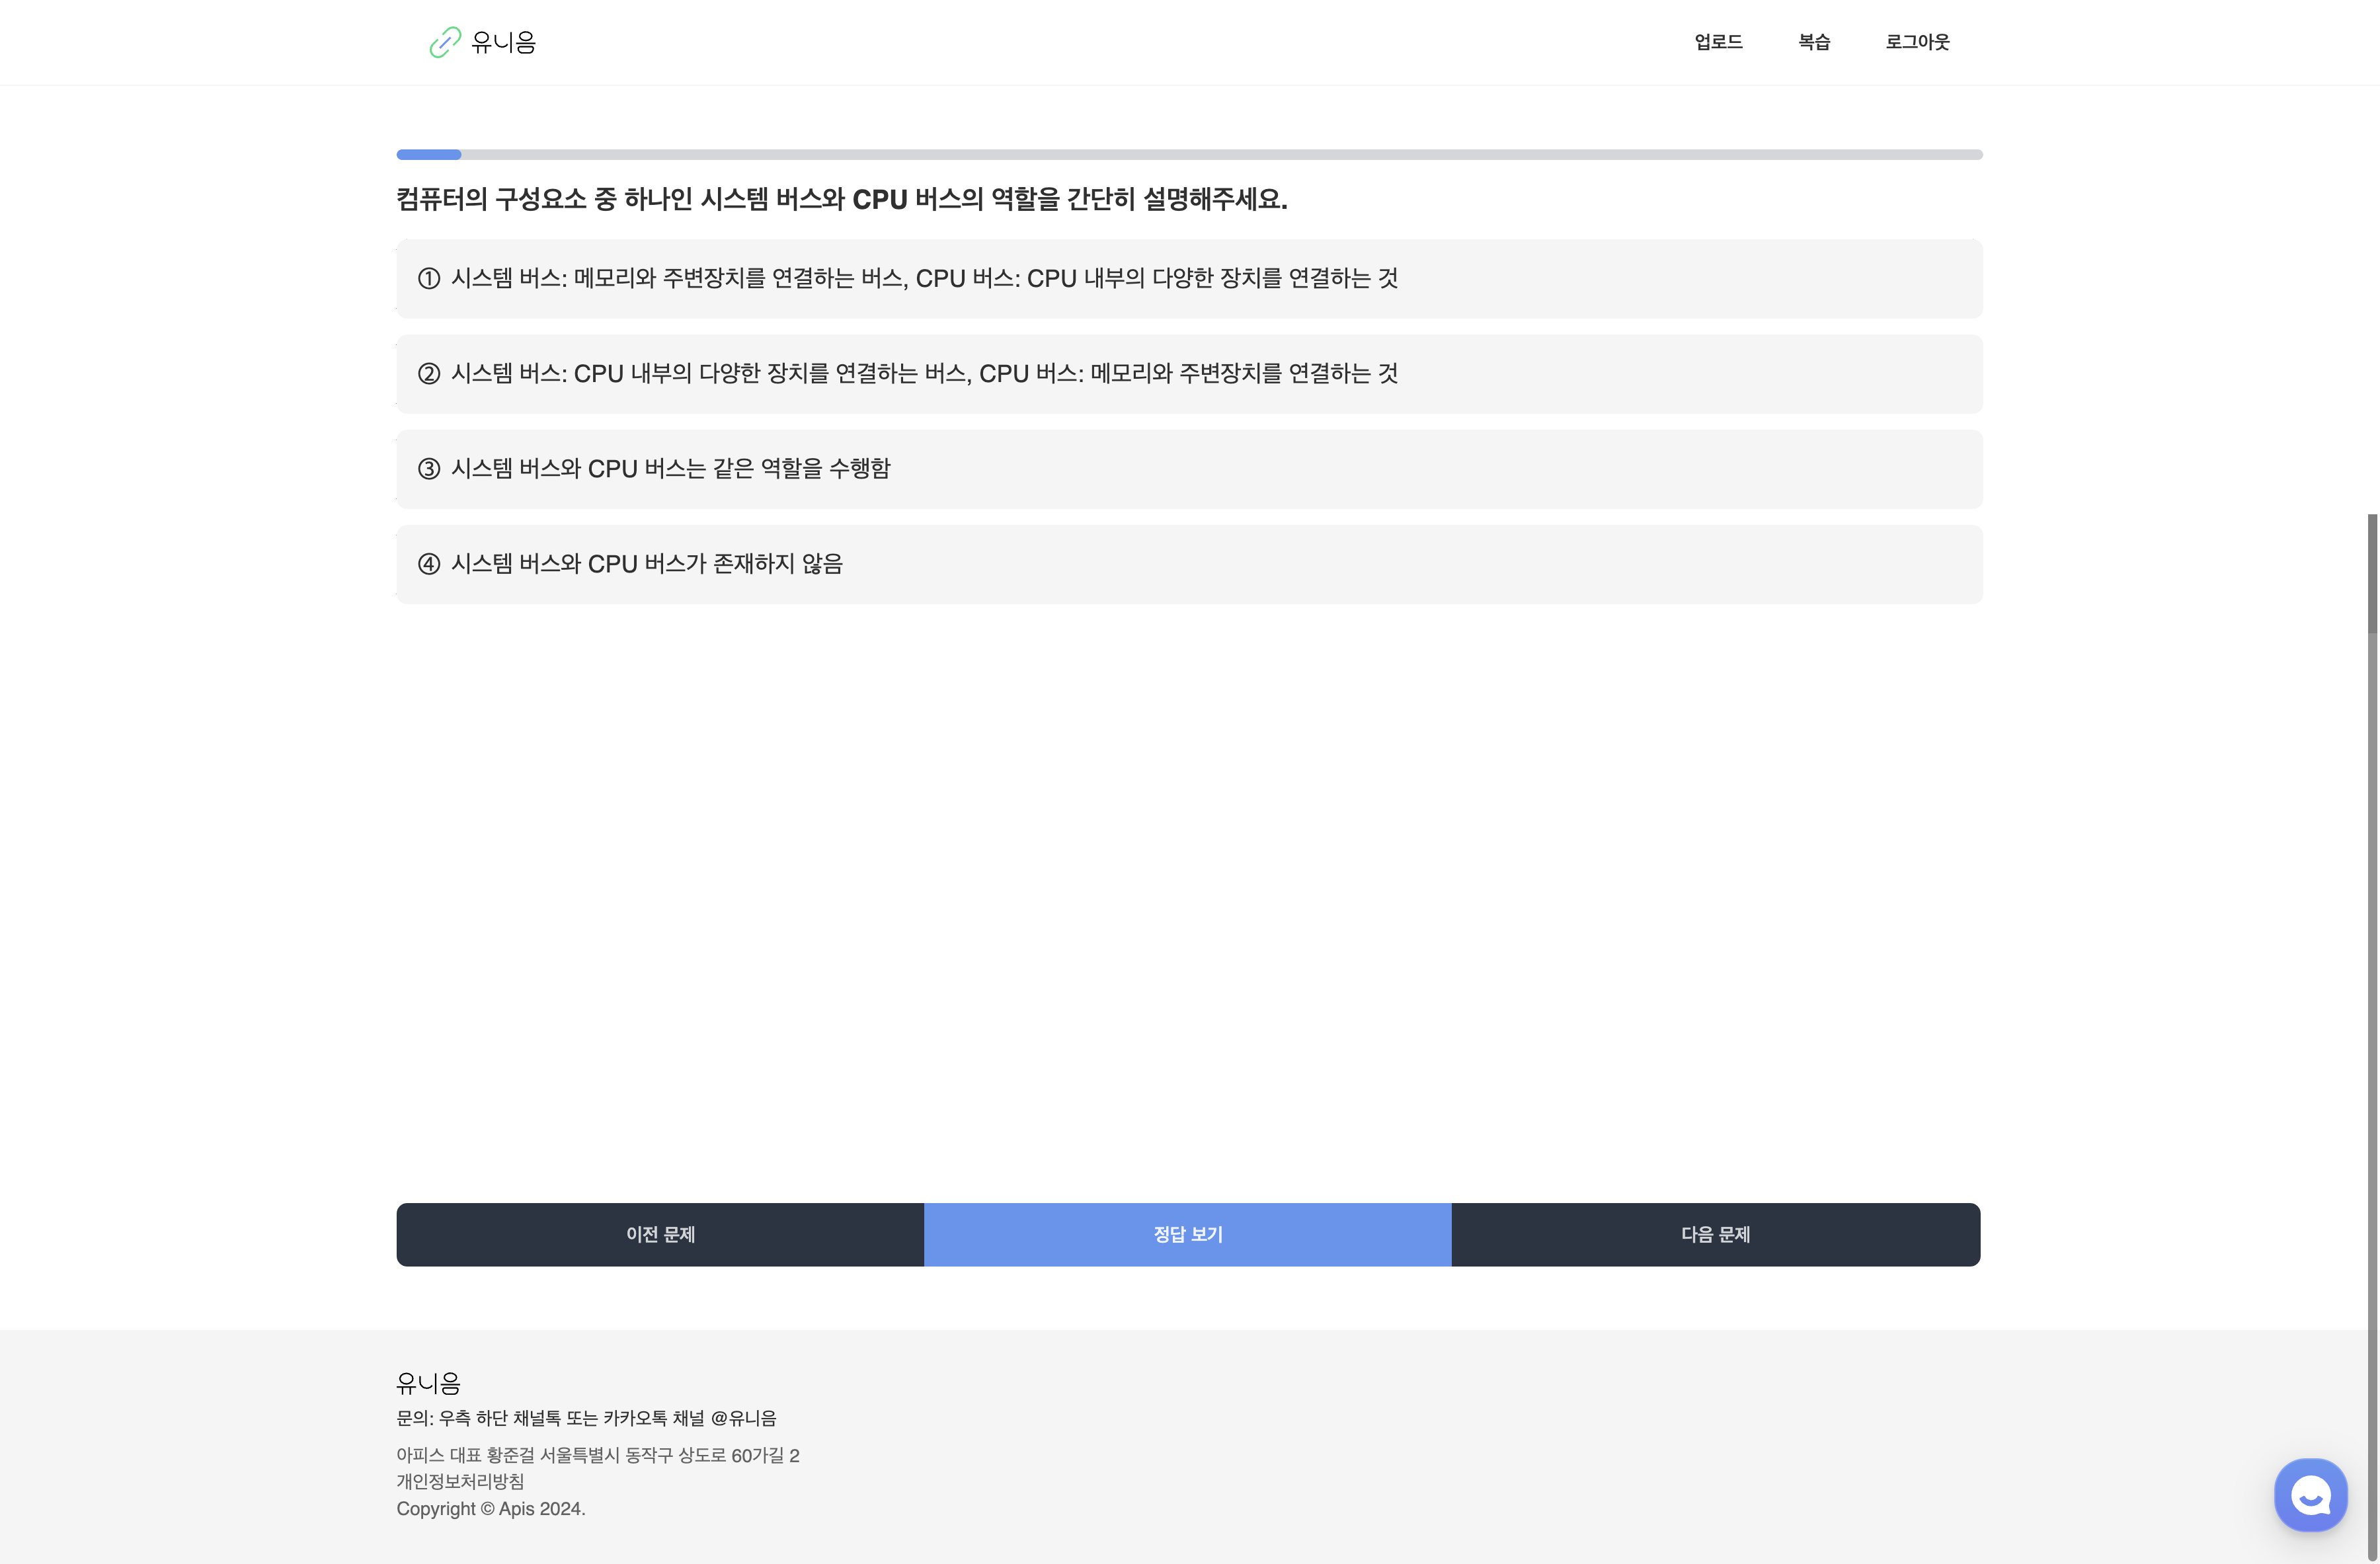 유니음
업로드 복습 로그아웃
컴퓨터의 구성요소 중 하나인 시스템 버스와 CPU 버스의 역할을 간단히 설명해주세요.
① 시스템 버스: 메모리와 주변장치를 연결하는 버스, CPU 버스: CPU 내부의 다양한 장치를 연결하는 것
② 시스템 버스: CPU 내부의 다양한 장치를 연결하는 버스, CPU 버스: 메모리와 주변장치를 연결하는 것
③ 시스템 버스와 CPU 버스는 같은 역할을 수행함
④ 시스템 버스와 CPU 버스가 존재하지 않음
이전 문제 정답 보기 다음 문제
유니음
문의: 우측 하단 채널톡 또는 카카오톡 채널 @유니음
아피스 대표 황준걸 서울특별시 동작구 상도로 60가길 2
개인정보처리방침
Copyright © Apis 2024.